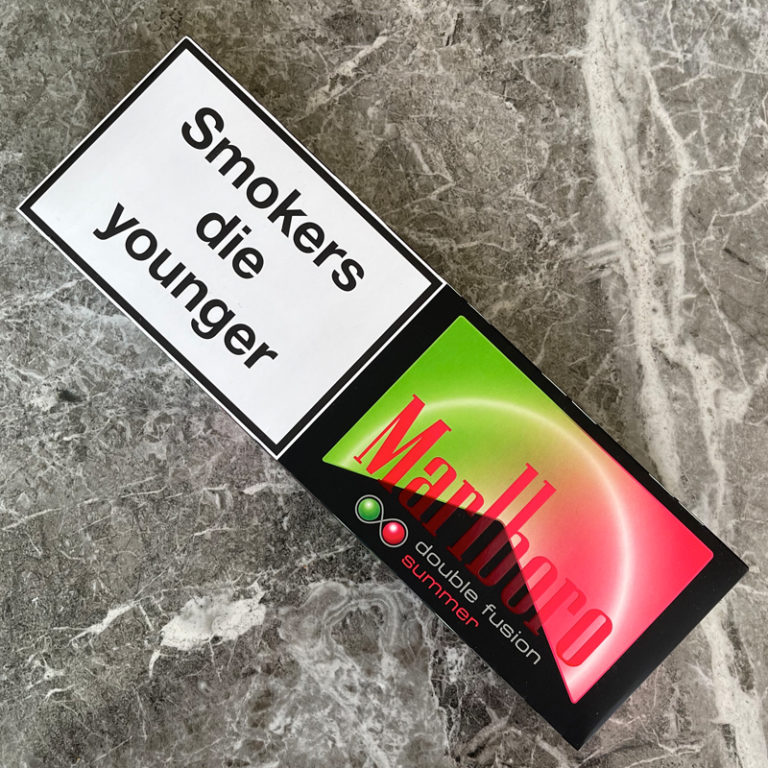 Smokers
die
younger
Marlboro
double fusion
summer